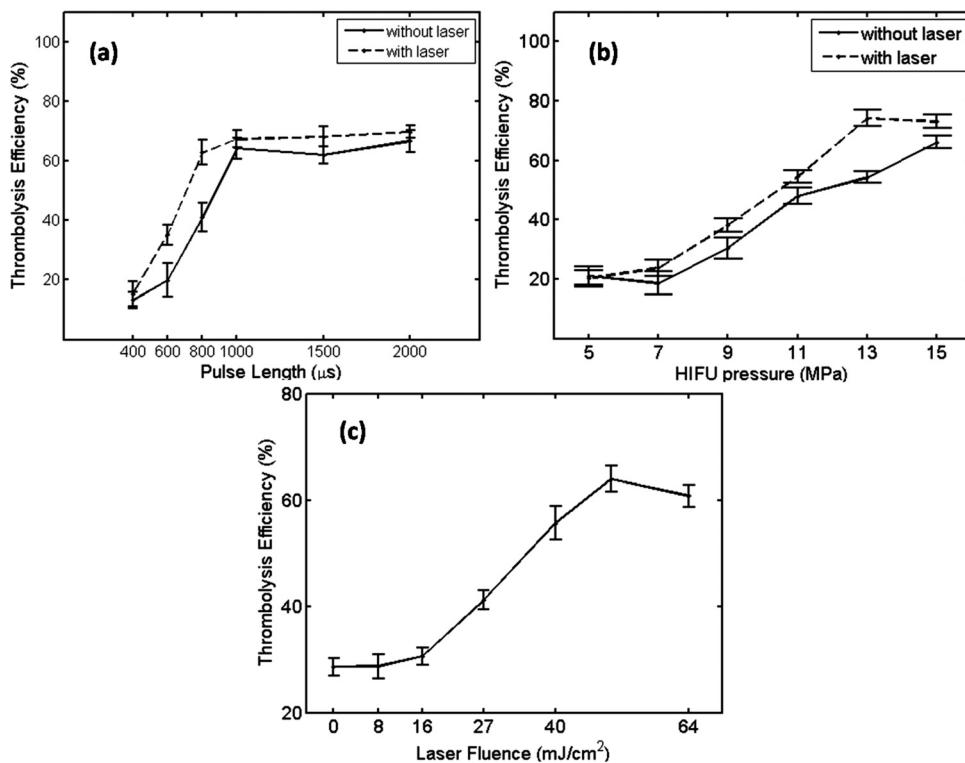 (a)
without laser
with laser
Thrombolysis Efficiency (%)
100
80
60
40
20
400 600 800 1000 1500 2000
Pulse Length (μs)
(b)
without laser
with laser
Thrombolysis Efficiency (%)
100
80
60
40
20
5 7 9 11 13 15
HIFU pressure (MPa)
(c)
Thrombolysis Efficiency (%)
80
60
40
20
0 8 16 27 40 64
Laser Fluence (mJ/cm²)